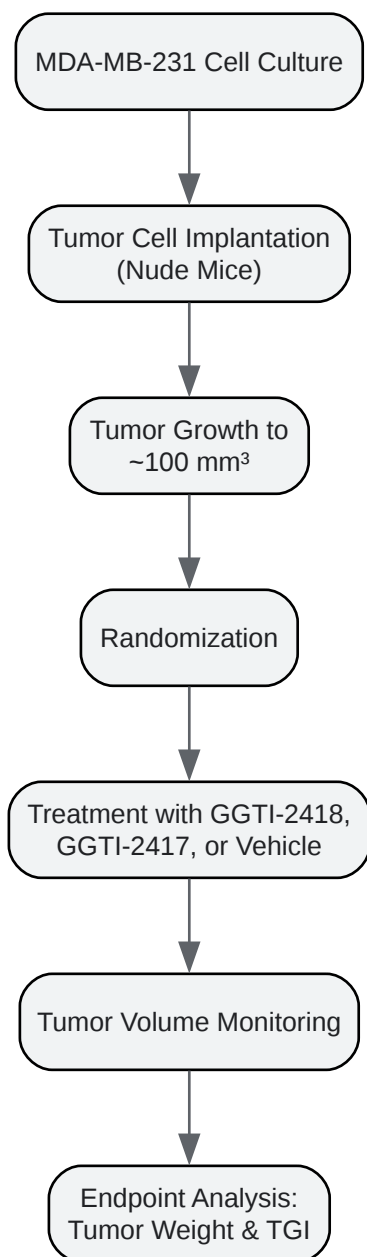 MDA-MB-231 Cell Culture
Tumor Cell Implantation
(Nude Mice)
Tumor Growth to
~100 mm³
Randomization
Treatment with GGTI-2418,
GGTI-2417, or Vehicle
Tumor Volume Monitoring
Endpoint Analysis:
Tumor Weight & TGI